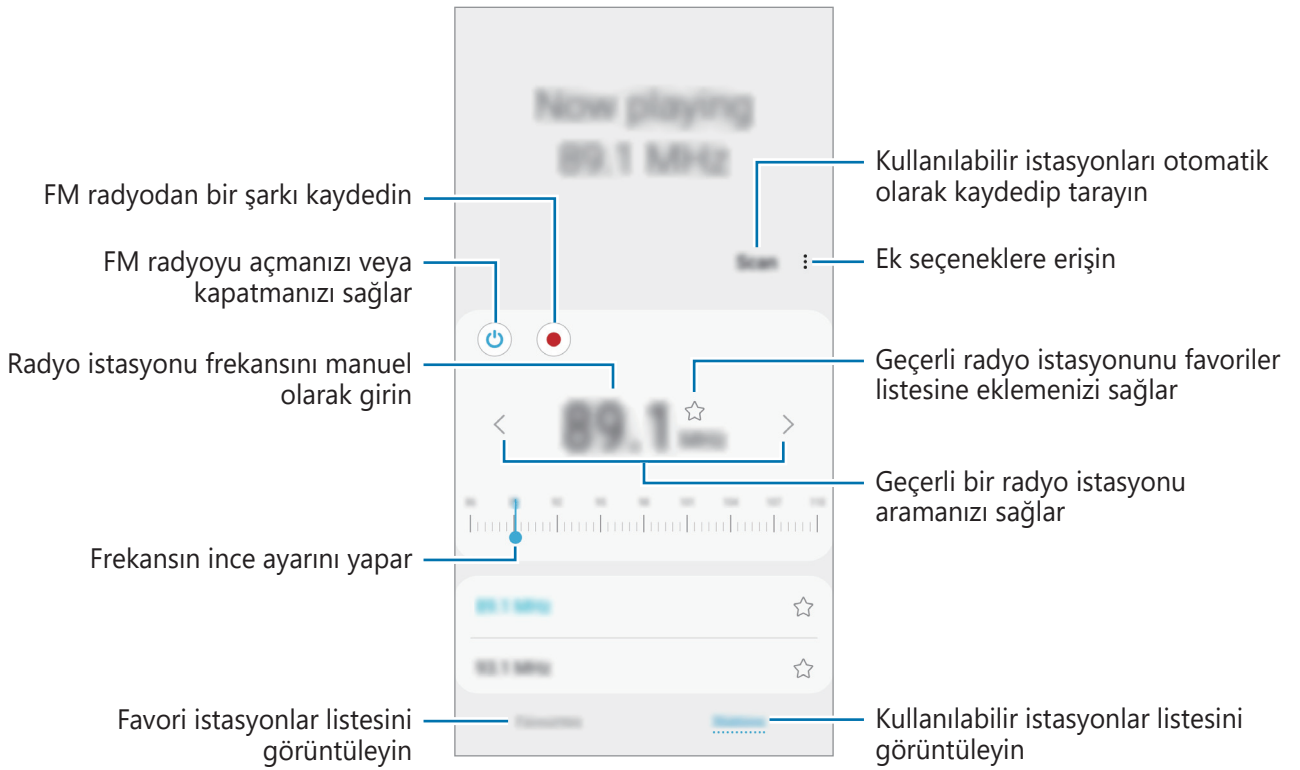 Now playing
89.1 MHz
Kullanılabilir istasyonları otomatik
olarak kaydedip tarayın
FM radyodan bir şarkı kaydedin
Scan
Ek seçeneklere erişin
FM radyoyu açmanızı veya
kapatmanızı sağlar
Radyo istasyonu frekansını manuel
olarak girin
Geçerli radyo istasyonunu favoriler
listesine eklemenizi sağlar
89.1 MHz
Geçerli bir radyo istasyonu
aramanızı sağlar
Frekansın ince ayarını yapar
89.1 MHz
93.1 MHz
Favori istasyonlar listesini
görüntüleyin
Stations
Kullanılabilir istasyonlar listesini
görüntüleyin